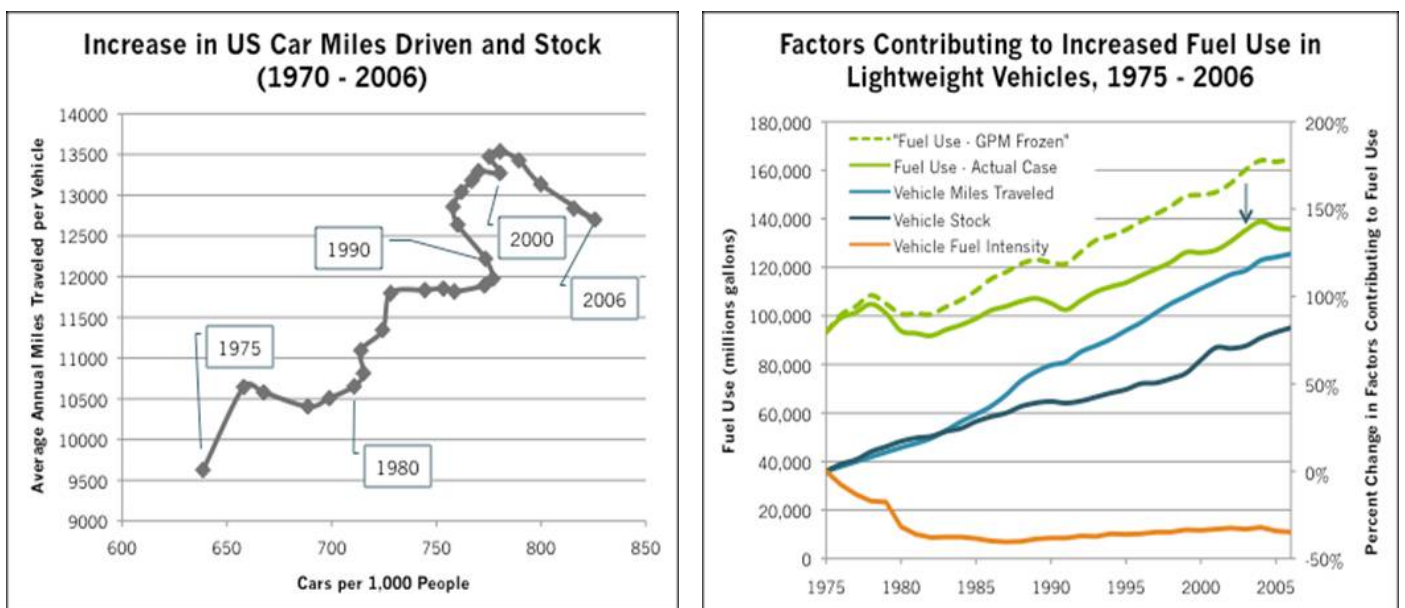 Increase in US Car Miles Driven and Stock
(1970 - 2006)
Average Annual Miles Traveled per Vehicle
14000
13500
13000
12500
12000
11500
11000
10500
10000
9500
9000
1975
1980
1990
2000
2006
600 650 700 750 800 850
Cars per 1,000 People
Factors Contributing to Increased Fuel Use in
Lightweight Vehicles, 1975 - 2006
Fuel Use (millions gallons)
180,000
160,000
140,000
120,000
100,000
80,000
60,000
40,000
20,000
0
"Fuel Use - GPM Frozen"
Fuel Use - Actual Case
Vehicle Miles Traveled
Vehicle Stock
Vehicle Fuel Intensity
200%
150%
100%
50%
0%
-50%
Percent Change in Factors Contributing to Fuel Use
1975 1980 1985 1990 1995 2000 2005